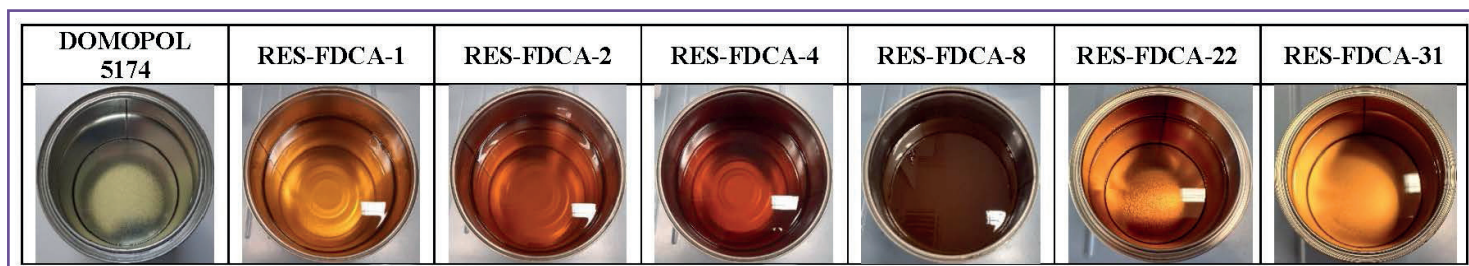 DOMOPOL
5174
RES-FDCA-1
RES-FDCA-2
RES-FDCA-4
RES-FDCA-8
RES-FDCA-22
RES-FDCA-31